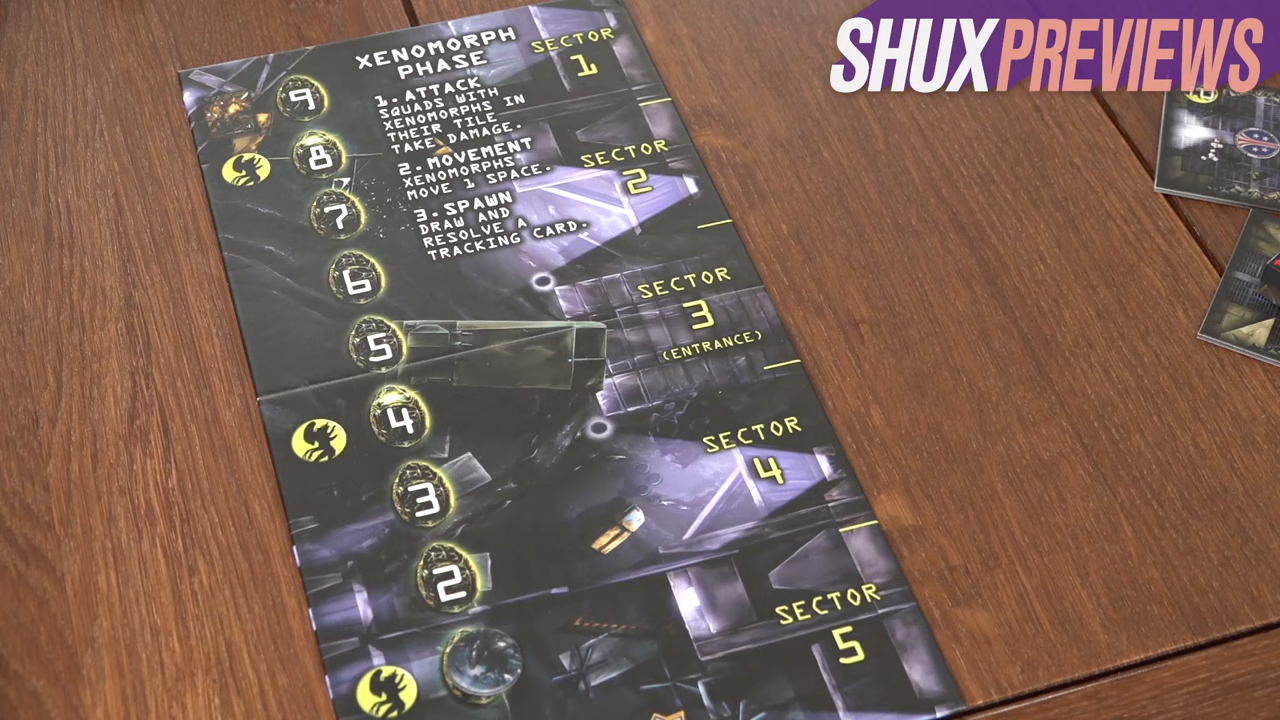 SHUX PREVIEWS
XENOMORPH
PHASE
1. ATTACK
SQUADS WITH
XENOMORPHS IN
THEIR TILE
TAKE DAMAGE.
2. MOVEMENT
XENOMORPHS
MOVE 1 SPACE.
3. SPAWN
DRAW AND
RESOLVE A
TRACKING CARD.
9
8
7
6
5
4
3
2
SECTOR
1
SECTOR
2
SECTOR
3
(ENTRANCE)
SECTOR
4
SECTOR
5